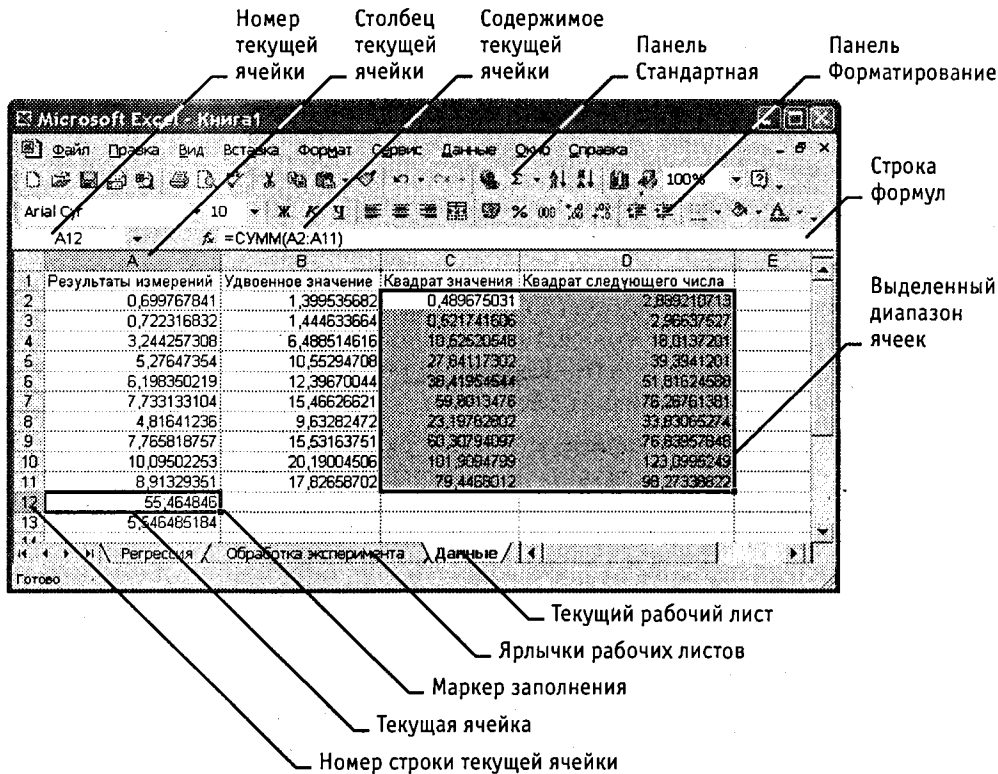 Номер текущей ячейки
Столбец текущей ячейки
Содержимое текущей ячейки
Панель Стандартная
Панель Форматирование
Microsoft Excel - Книга1
Файл Правка Вид Вставка Формат Сервис Данные Окно Справка
100%
Arial Cyr 10 Ж К Ч % 000
A12 fx =СУММ(A2:A11)
Строка формул
A B C D E
1 Результаты измерений Удвоенное значение Квадрат значения Квадрат следующего числа
2 0,699767841 1,399535682 0,489675031 2,889210713
3 0,722316832 1,444633664 0,521741606 2,96637527
4 3,244257308 6,488514616 10,52520548 18,0137201
5 5,27647354 10,55294708 27,84117302 39,3941201
6 6,198350219 12,39670044 38,41954544 51,81624588
7 7,733133104 15,46626621 59,8013476 76,26761381
8 4,81641236 9,63282472 23,19782802 33,83065274
9 7,765818757 15,53163751 60,30794097 76,83957848
10 10,09502253 20,19004506 101,9094799 123,0995249
11 8,91329351 17,82658702 79,4468012 98,27338822
12 55,464846
13 5,546485184
14
Выделенный диапазон ячеек
Регрессия Обработка эксперимента Данные
Готово
Текущий рабочий лист
Ярлычки рабочих листов
Маркер заполнения
Текущая ячейка
Номер строки текущей ячейки